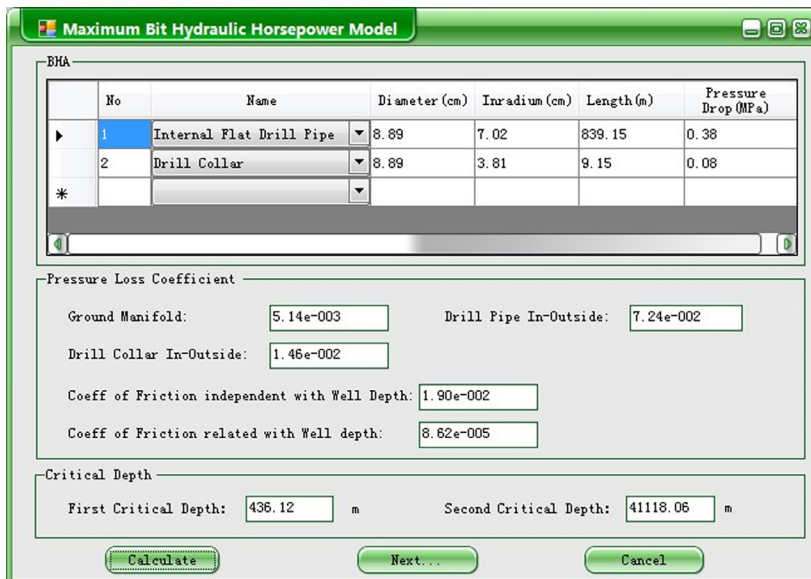 Maximum Bit Hydraulic Horsepower Model
BHA
No Name Diameter(cm) Inradium(cm) Length(m) Pressure Drop(MPa)
1 Internal Flat Drill Pipe 8.89 7.02 839.15 0.38
2 Drill Collar 8.89 3.81 9.15 0.08
*
Pressure Loss Coefficient
Ground Manifold: 5.14e-003 Drill Pipe In-Outside: 7.24e-002
Drill Collar In-Outside: 1.46e-002
Coeff of Friction independent with Well Depth: 1.90e-002
Coeff of Friction related with Well depth: 8.62e-005
Critical Depth
First Critical Depth: 436.12 m Second Critical Depth: 41118.06 m
Calculate Next... Cancel